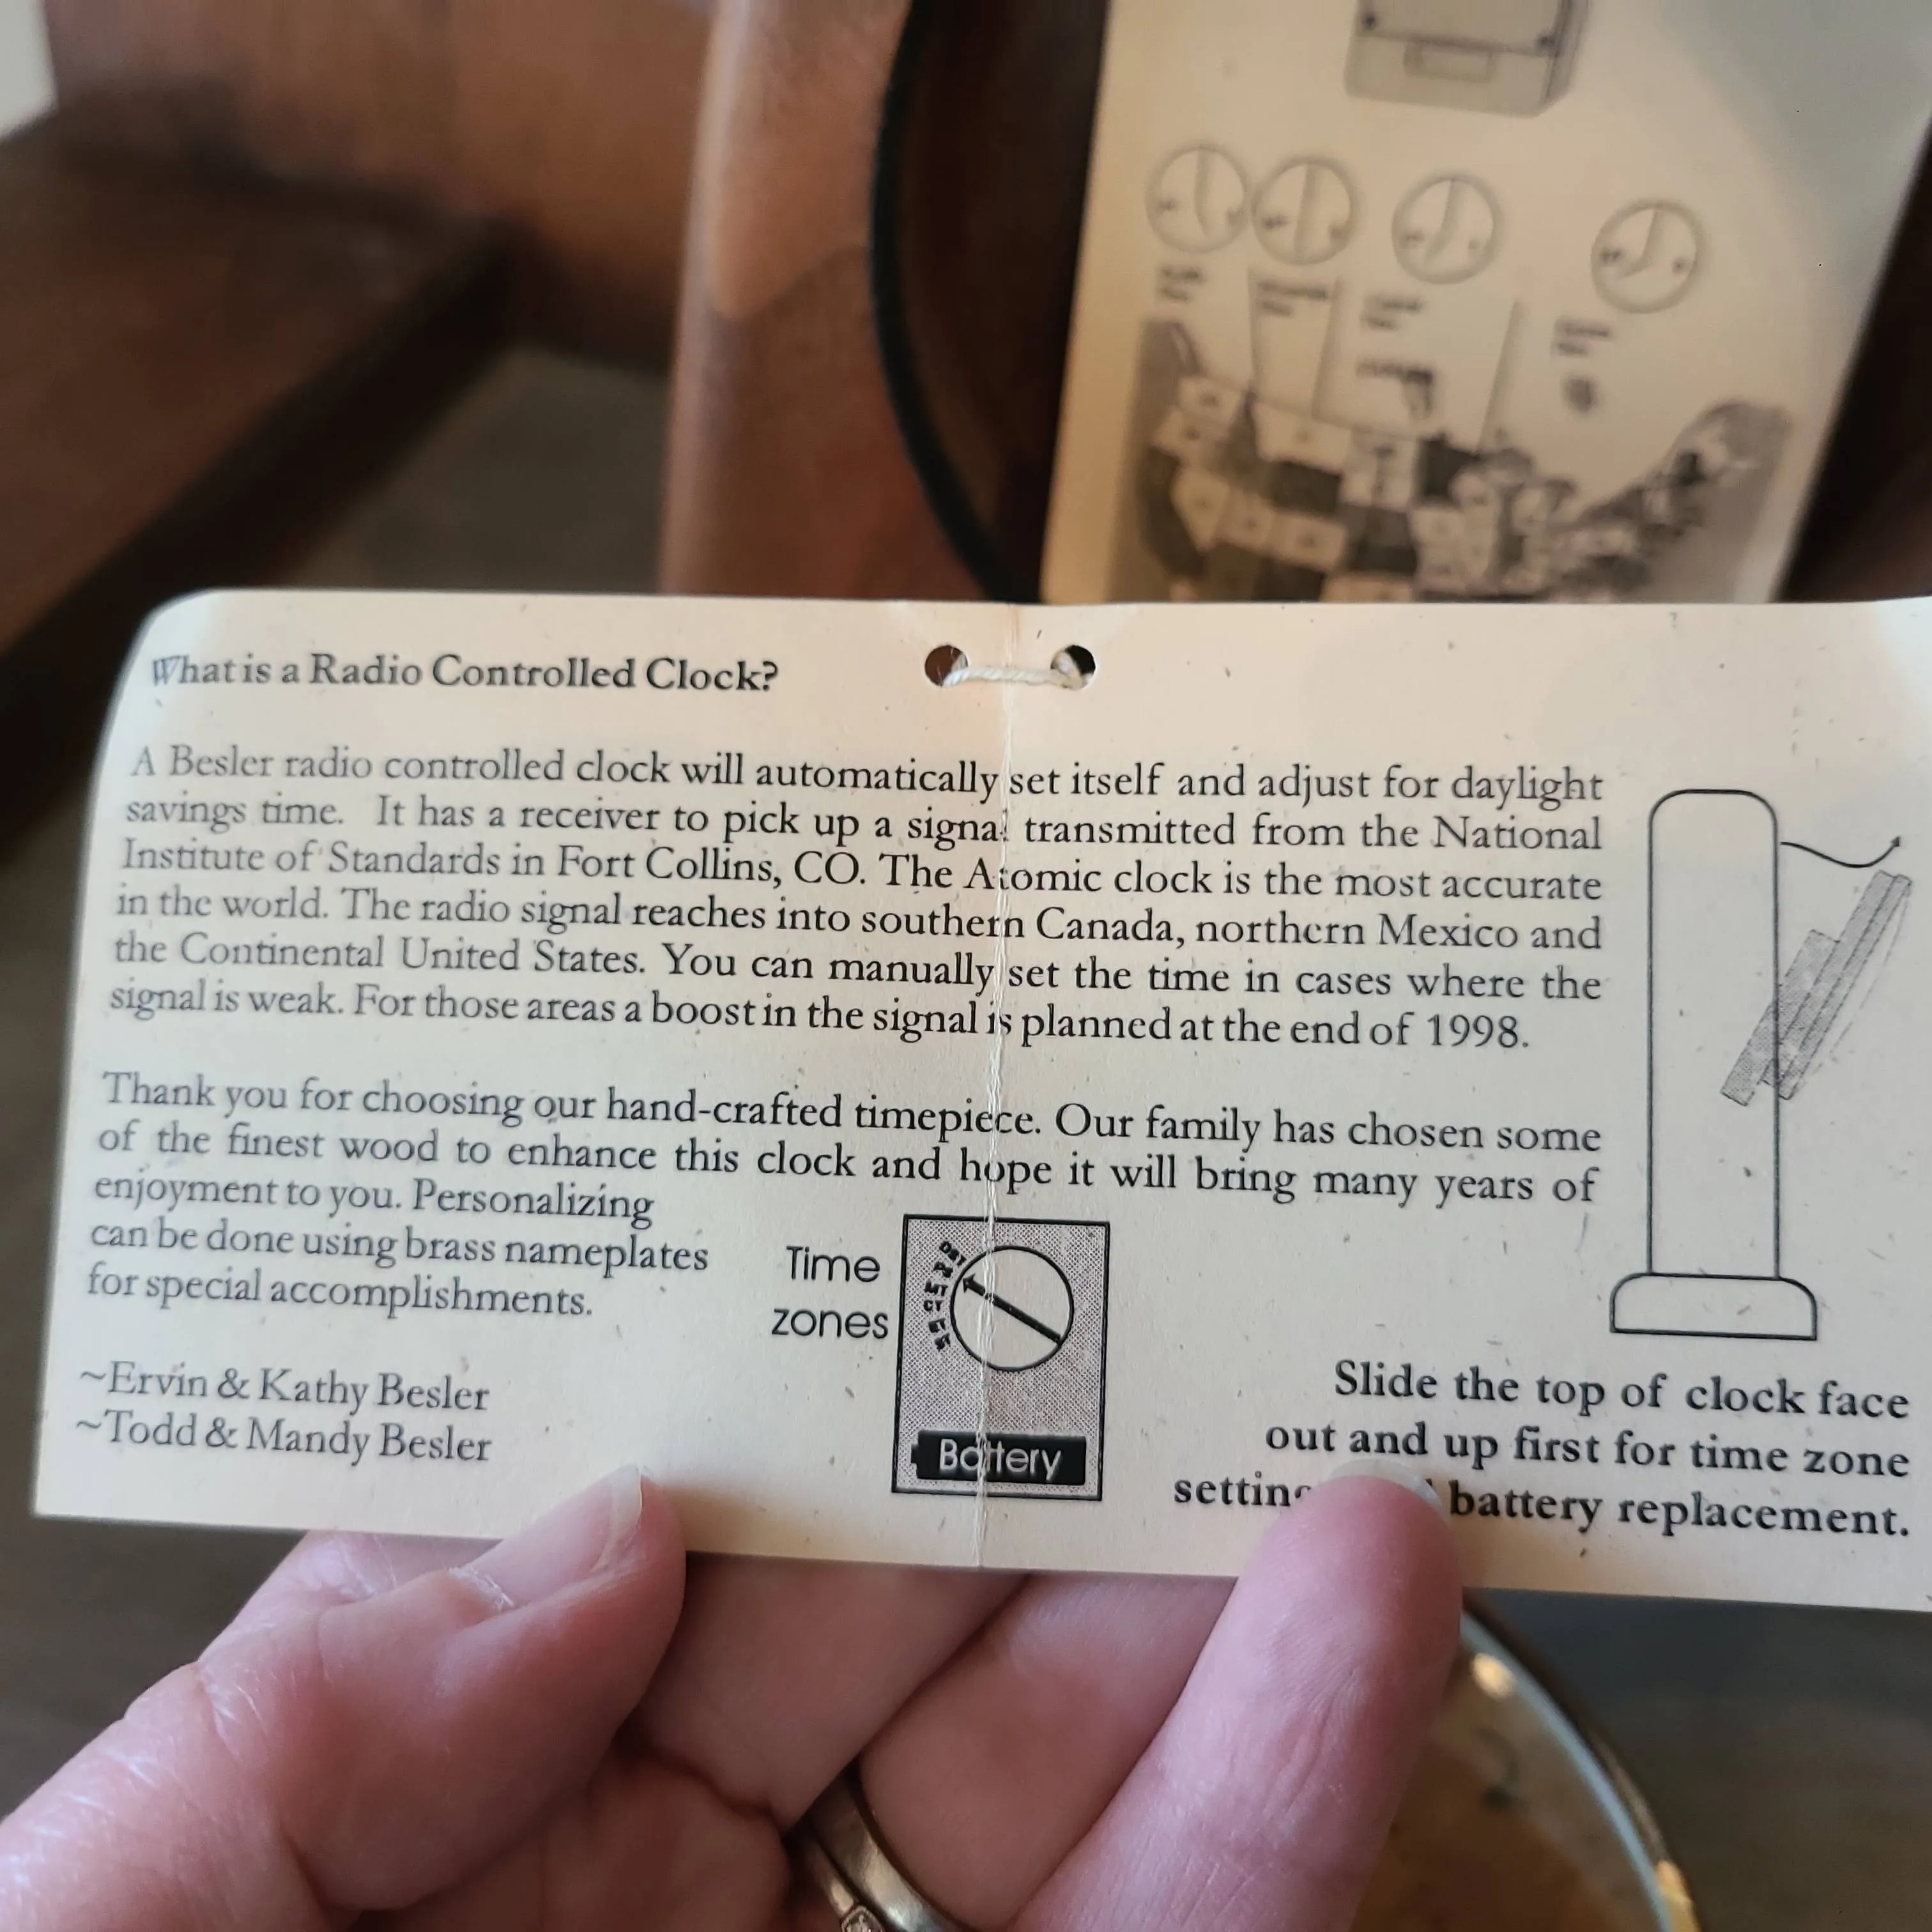 What is a Radio Controlled Clock?
A Besler radio controlled clock will automatically set itself and adjust for daylight
savings time. It has a receiver to pick up a signal transmitted from the National
Institute of Standards in Fort Collins, CO. The Atomic clock is the most accurate
in the world. The radio signal reaches into southern Canada, northern Mexico and
the Continental United States. You can manually set the time in cases where the
signal is weak. For those areas a boost in the signal is planned at the end of 1998.
Thank you for choosing our hand-crafted timepiece. Our family has chosen some
of the finest wood to enhance this clock and hope it will bring many years of
enjoyment to you. Personalizing
can be done using brass nameplates
for special accomplishments.
~Ervin & Kathy Besler
~Todd & Mandy Besler
Time
zones
MT
CT
Battery
Slide the top of clock face
out and up first for time zone
battery replacement.